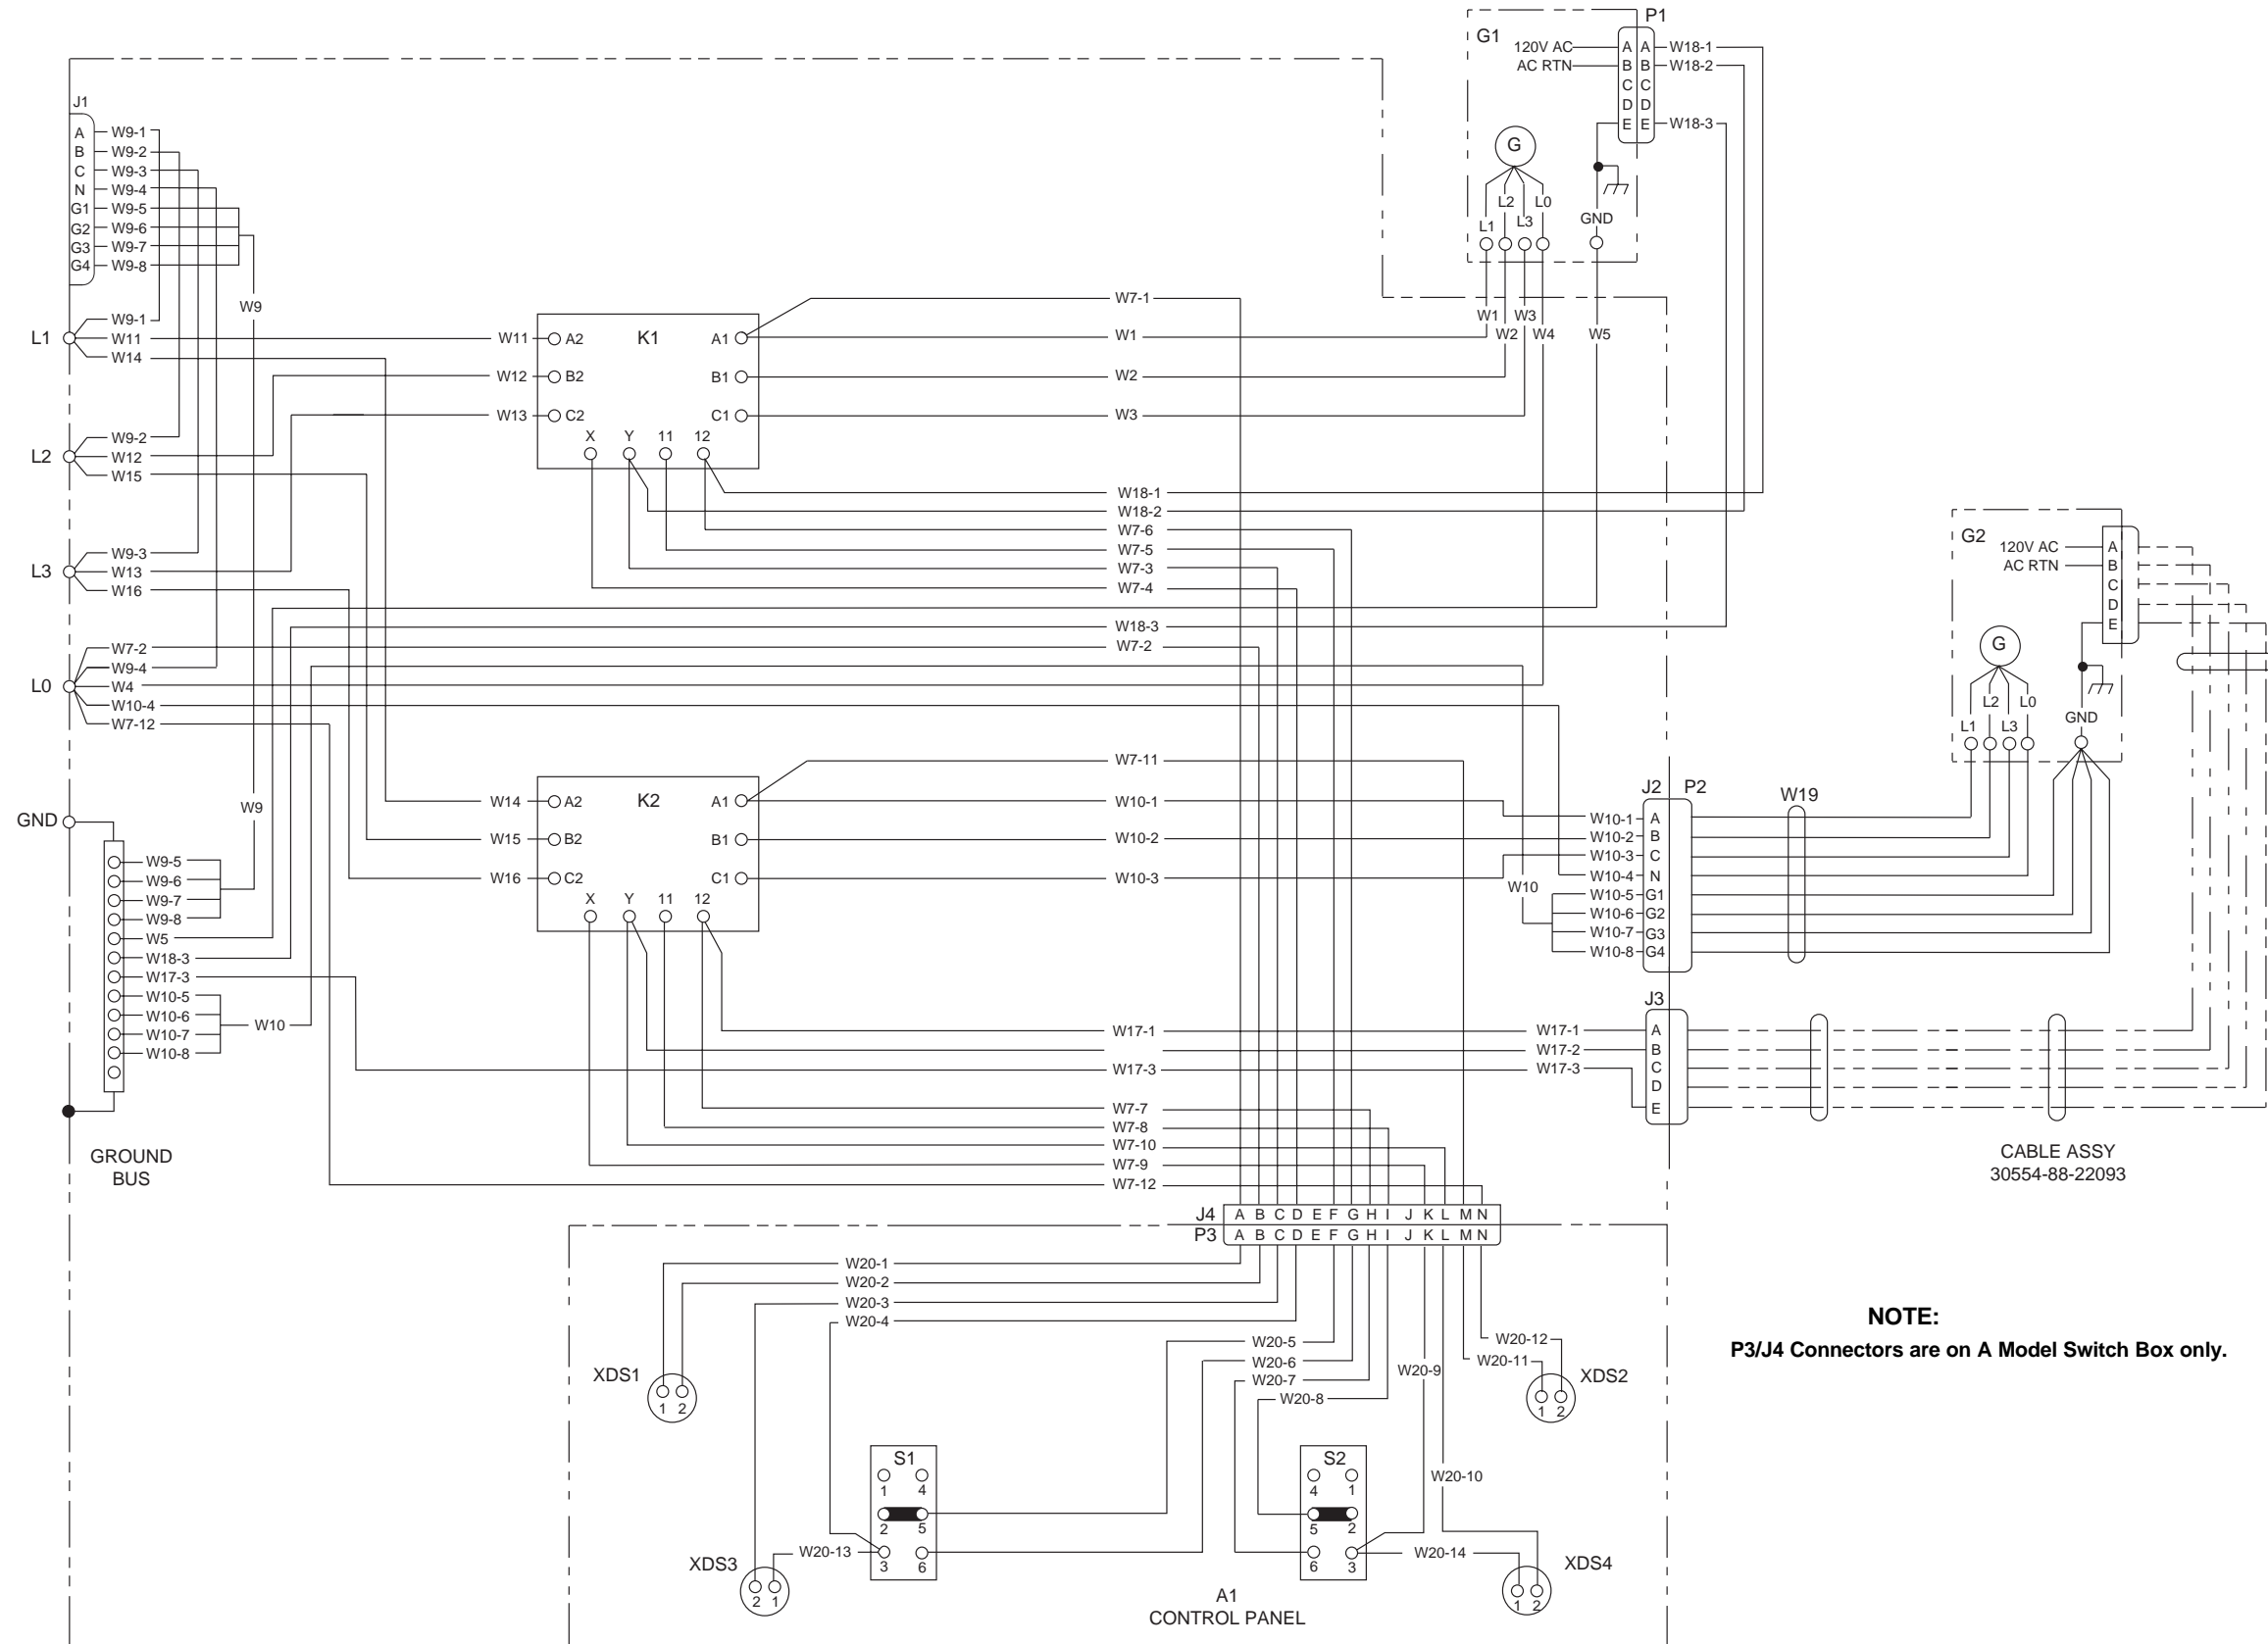 G1
P1
120V AC
A A
W18-1
AC RTN
B B
W18-2
C C
D D
E E
W18-3
G
L2
L0
L1
L3
GND
W1
W3
W2
W4
W5
J1
A
W9-1
B
W9-2
C
W9-3
N
W9-4
G1
W9-5
G2
W9-6
G3
W9-7
G4
W9-8
W9
L1
W9-1
W11
W14
L2
W9-2
W12
W15
L3
W9-3
W13
W16
L0
W7-2
W9-4
W4
W10-4
W7-12
GND
W9
W9-5
W9-6
W9-7
W9-8
W5
W18-3
W17-3
W10-5
W10-6
W10
W10-7
W10-8
GROUND
BUS
W11
A2
K1
A1
W12
B2
B1
W13
C2
C1
X
Y
11
12
W7-1
W1
W2
W3
W18-1
W18-2
W7-6
W7-5
W7-3
W7-4
W18-3
W7-2
W14
A2
K2
A1
W15
B2
B1
W16
C2
C1
X
Y
11
12
W7-11
W10-1
W10-2
W10-3
W10
W17-1
W17-3
W7-7
W7-8
W7-10
W7-9
W7-12
J2
P2
W10-1
A
W10-2
B
W10-3
C
W10-4
N
W10-5
G1
W10-6
G2
W10-7
G3
W10-8
G4
W19
J3
W17-1
A
W17-2
B
W17-3
C
D
E
G2
120V AC
A
AC RTN
B
C
D
E
G
L2
L0
L1
L3
GND
CABLE ASSY
30554-88-22093
J4
A B C D E F G H I J K L M N
P3
A B C D E F G H I J K L M N
W20-1
W20-2
W20-3
W20-4
W20-5
W20-6
W20-7
W20-8
W20-9
W20-10
W20-12
W20-11
XDS1
1 2
XDS2
1 2
S1
1
4
2
5
3
6
S2
4
1
5
2
6
3
W20-13
XDS3
2 1
W20-14
XDS4
1 2
A1
CONTROL PANEL
NOTE:
P3/J4 Connectors are on A Model Switch Box only.